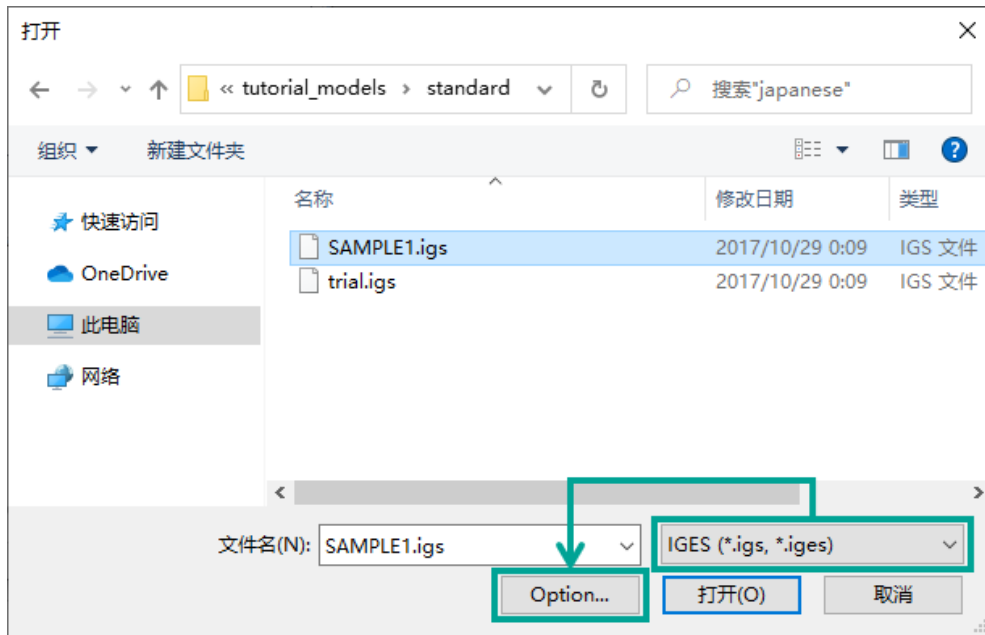 打开
« tutorial_models › standard
搜索"japanese"
组织
新建文件夹
?
名称
修改日期
类型
快速访问
OneDrive
此电脑
网络
SAMPLE1.igs 2017/10/29 0:09 IGS 文件
trial.igs 2017/10/29 0:09 IGS 文件
文件名(N): SAMPLE1.igs
IGES (*.igs, *.iges)
Option...
打开(O)
取消